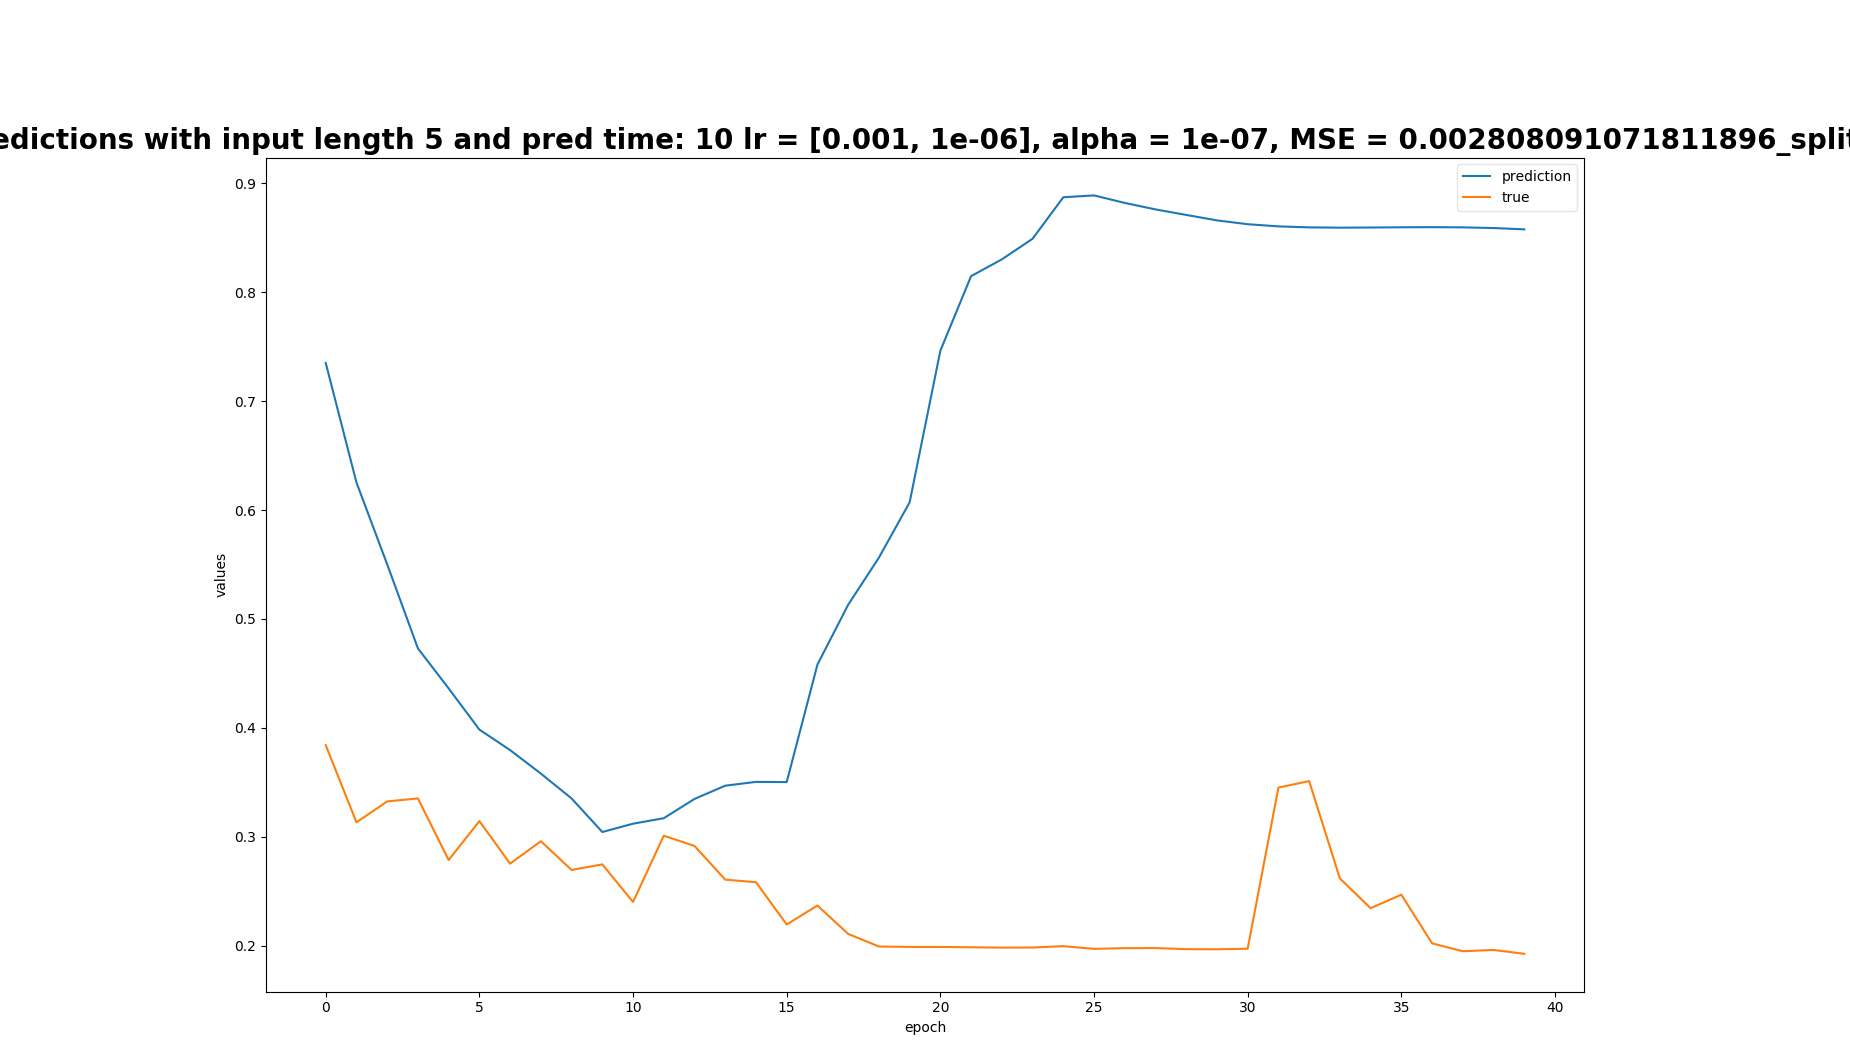 edictions with input length 5 and pred time: 10 lr = [0.001, 1e-06], alpha = 1e-07, MSE = 0.002808091071811896_split
prediction
true
0.9
0.8
0.7
0.6
0.5
0.4
0.3
0.2
values
0 5 10 15 20 25 30 35 40
epoch